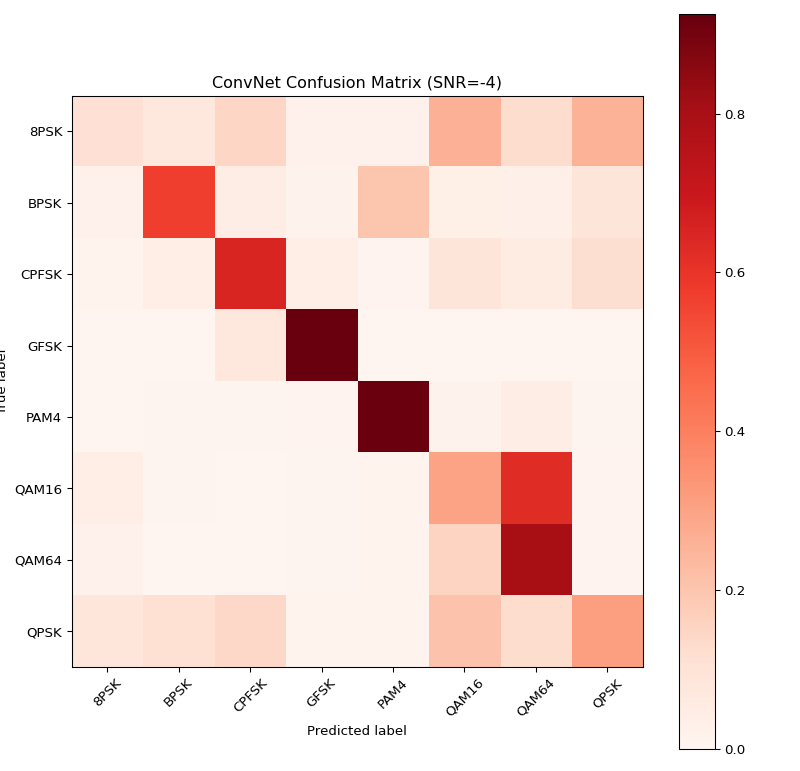 ConvNet Confusion Matrix (SNR=-4)
8PSK
BPSK
CPFSK
GFSK
PAM4
QAM16
QAM64
QPSK
True label
8PSK
BPSK
CPFSK
GFSK
PAM4
QAM16
QAM64
QPSK
Predicted label
0.8
0.6
0.4
0.2
0.0